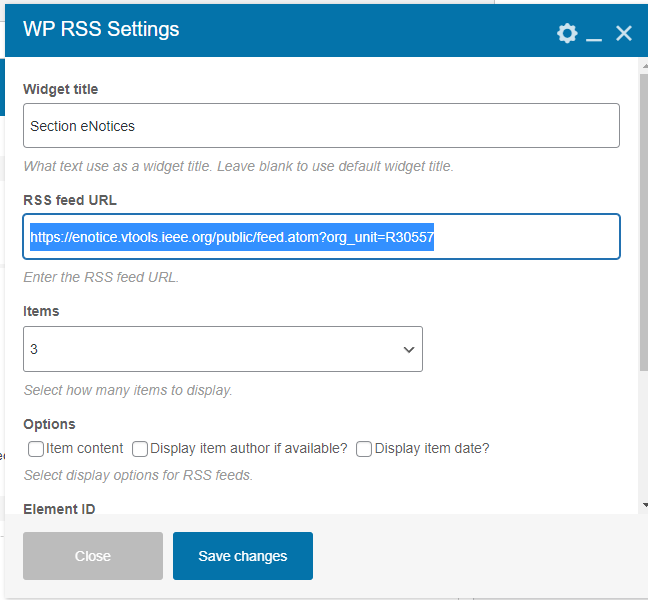 WP RSS Settings
Widget title
Section eNotices
What text use as a widget title. Leave blank to use default widget title.
RSS feed URL
https://enotice.vtools.ieee.org/public/feed.atom?org_unit=R30557
Enter the RSS feed URL.
Items
3
Select how many items to display.
Options
Item content Display item author if available? Display item date?
Select display options for RSS feeds.
Element ID
Close Save changes